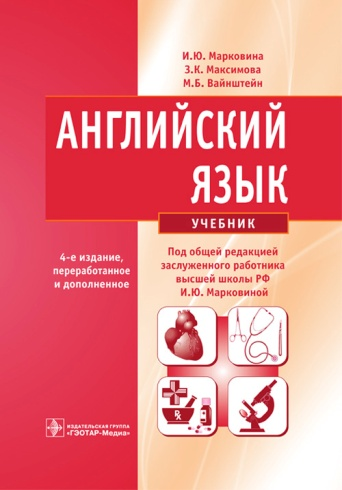 И.Ю. Марковина
З.К. Максимова
М.Б. Вайнштейн
АНГЛИЙСКИЙ
ЯЗЫК
УЧЕБНИК
4-е издание,
переработанное
и дополненное
Под общей редакцией
заслуженного работника
высшей школы РФ
И.Ю. Марковиной
Rx
ИЗДАТЕЛЬСКАЯ ГРУППА
«ГЭОТАР-Медиа»